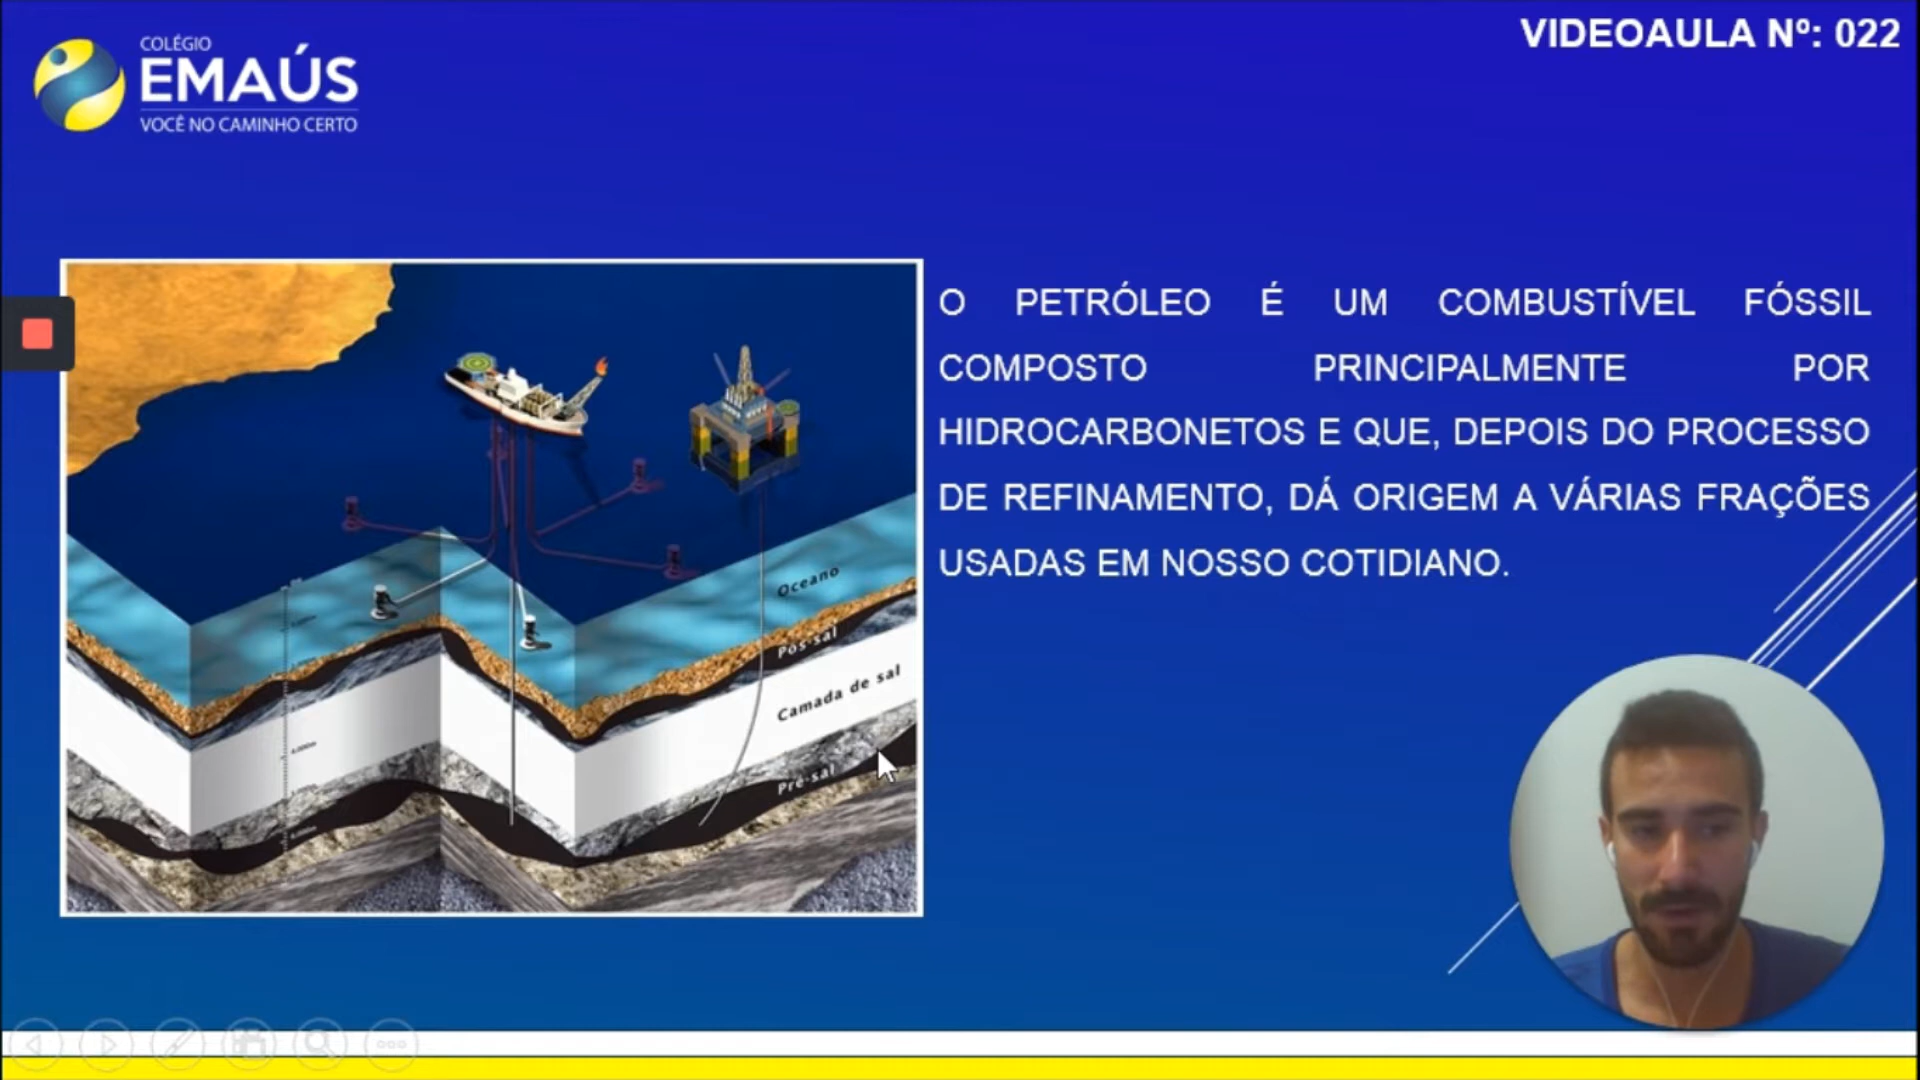 COLÉGIO
EMAÚS
VOCÊ NO CAMINHO CERTO
VIDEOAULA Nº: 022
O PETRÓLEO É UM COMBUSTÍVEL FÓSSIL
COMPOSTO PRINCIPALMENTE POR
HIDROCARBONETOS E QUE, DEPOIS DO PROCESSO
DE REFINAMENTO, DÁ ORIGEM A VÁRIAS FRAÇÕES
USADAS EM NOSSO COTIDIANO.
Oceano
Pós-sal
Camada de sal
Pré-sal